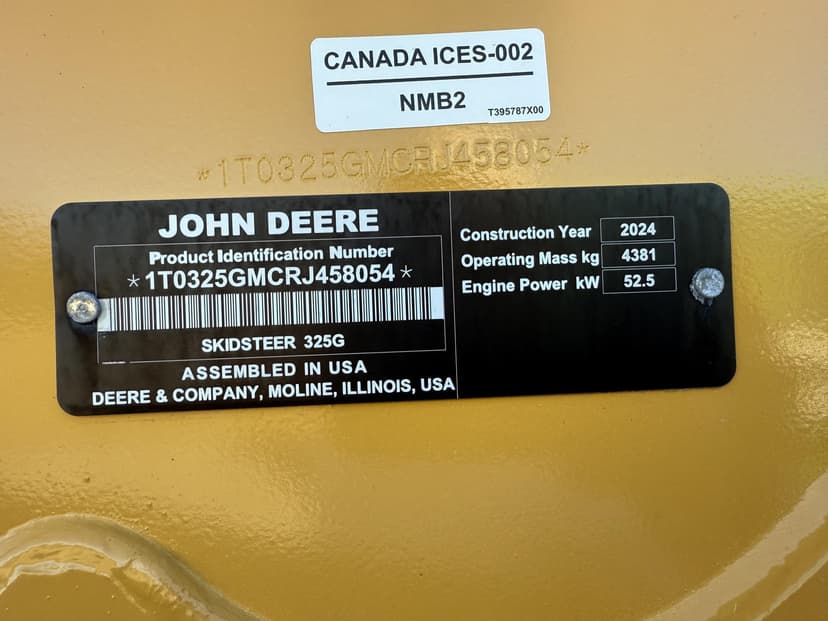 CANADA ICES-002
NMB2
T395787X00
*1T0325GMCRJ458054*
JOHN DEERE
Product Identification Number
*1T0325GMCRJ458054*
SKIDSTEER 325G
ASSEMBLED IN USA
DEERE & COMPANY, MOLINE, ILLINOIS, USA
Construction Year 2024
Operating Mass kg 4381
Engine Power kW 52.5